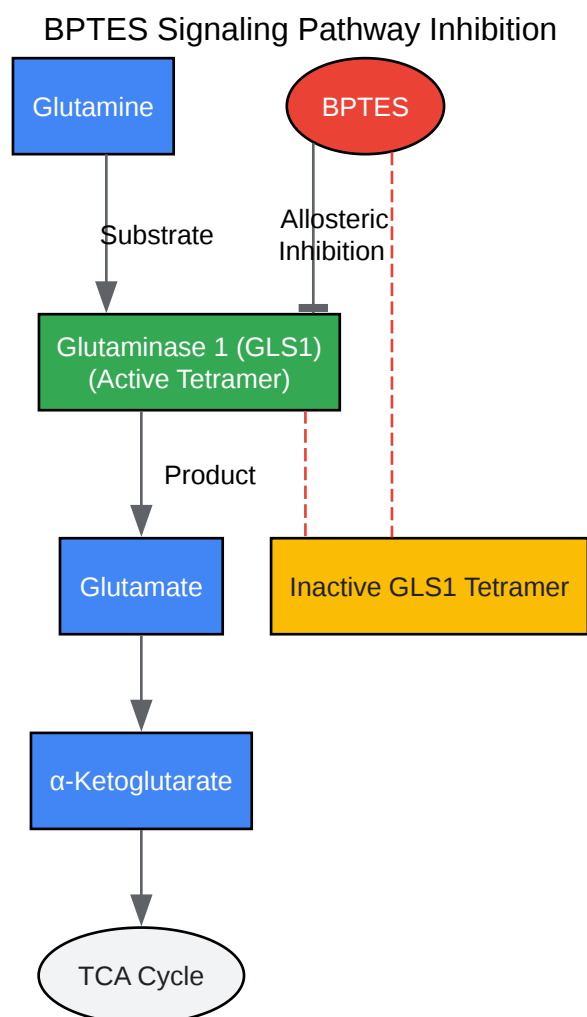 BPTES Signaling Pathway Inhibition
Glutamine
BPTES
Substrate
Allosteric
Inhibition
Glutaminase 1 (GLS1)
(Active Tetramer)
Product
Glutamate
Inactive GLS1 Tetramer
α-Ketoglutarate
TCA Cycle